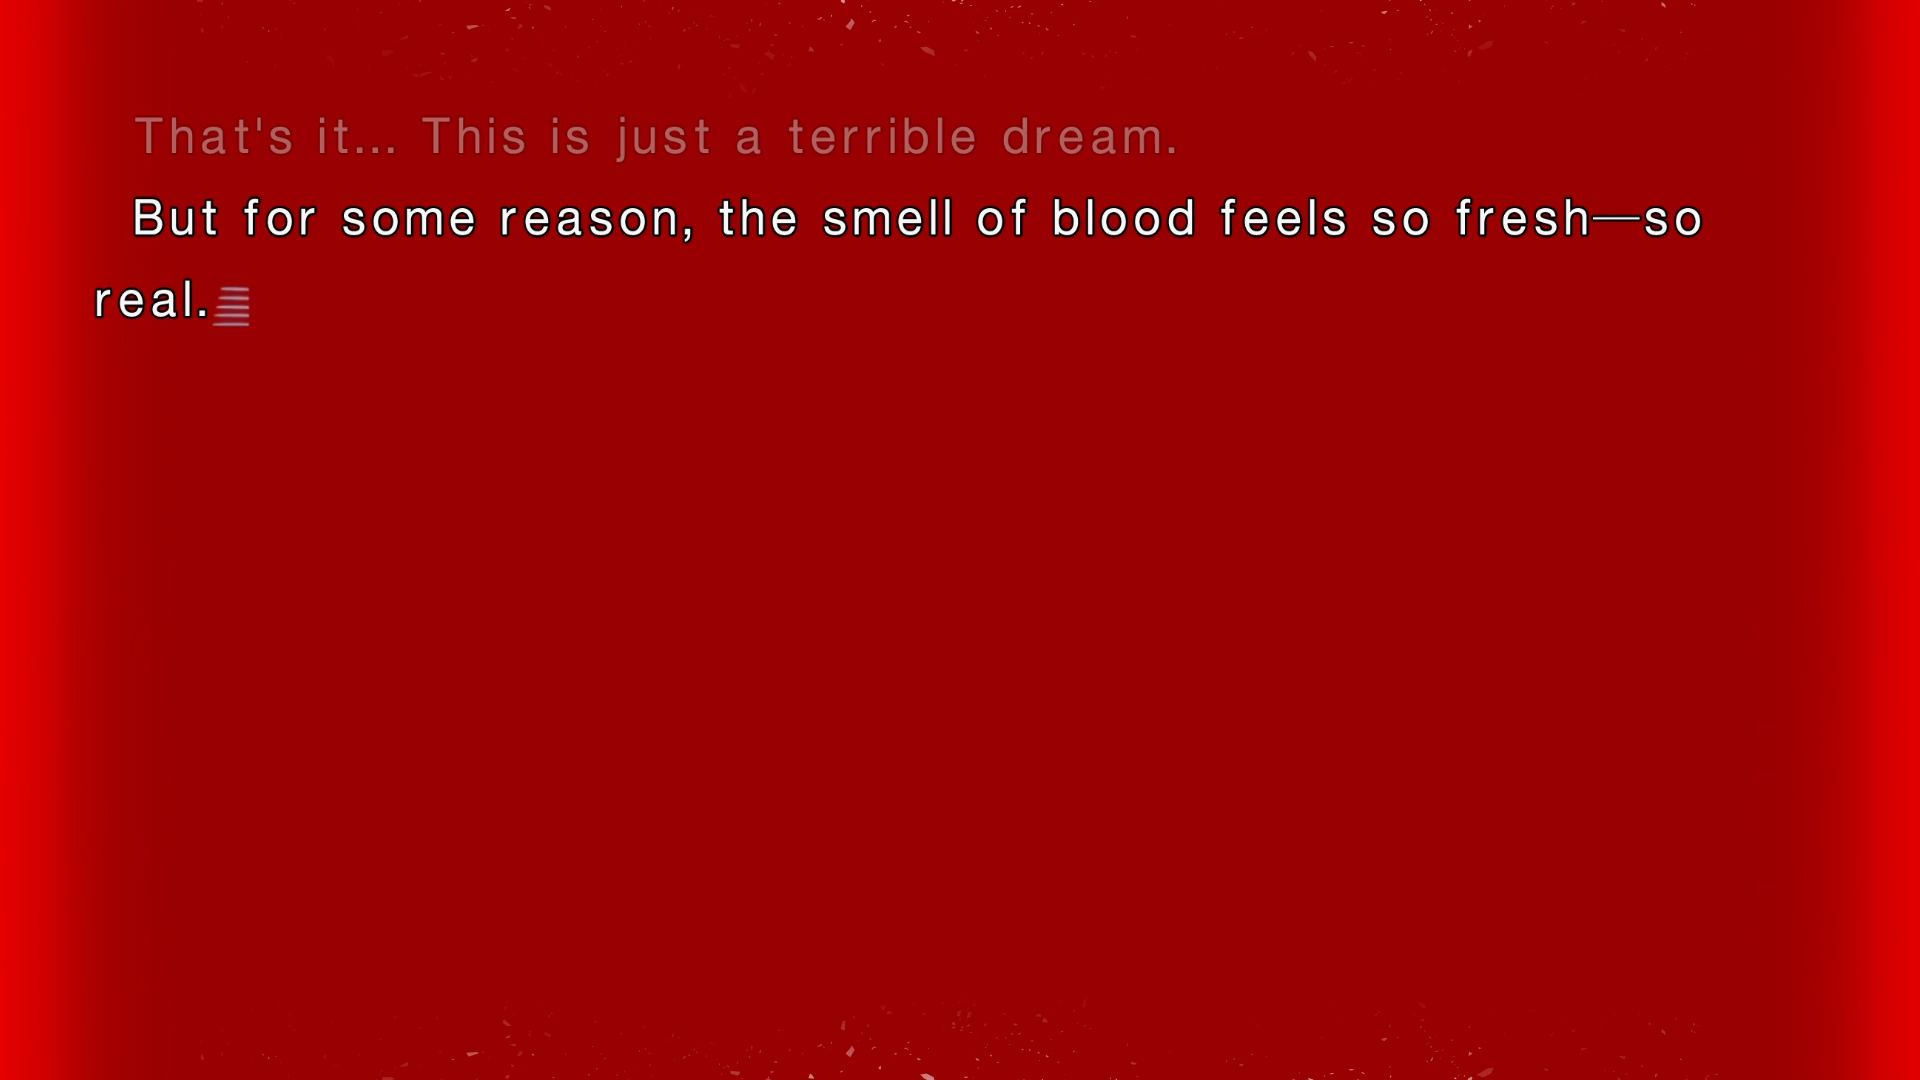 That's it... This is just a terrible dream.
But for some reason, the smell of blood feels so fresh—so
real.